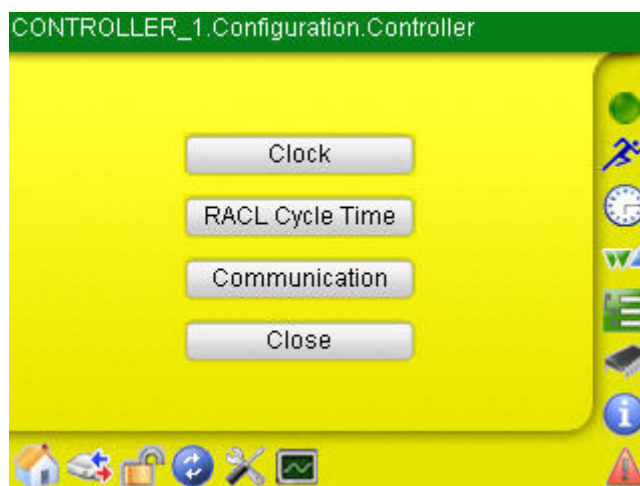 CONTROLLER_1.Configuration.Controller
Clock
RACL Cycle Time
Communication
Close